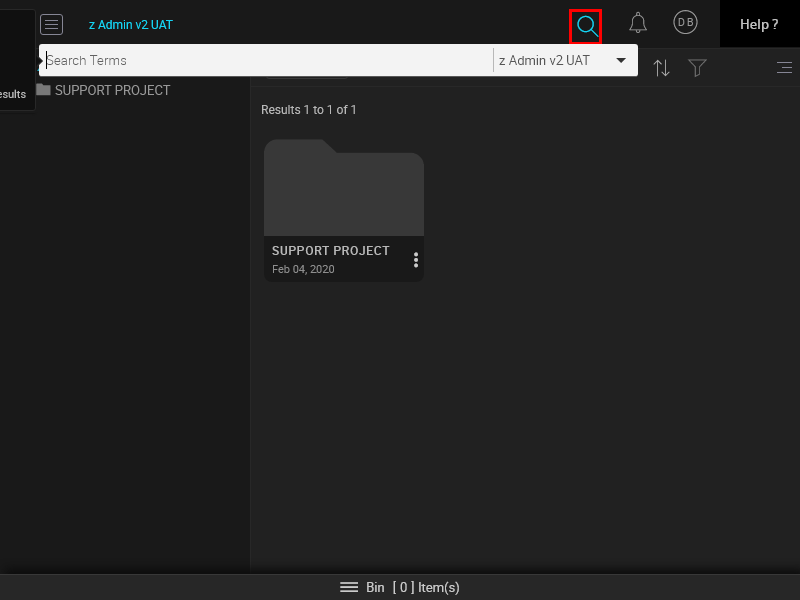 z Admin v2 UAT
DB
Help ?
Search Terms
z Admin v2 UAT
esults
SUPPORT PROJECT
Results 1 to 1 of 1
SUPPORT PROJECT
Feb 04, 2020
Bin [ 0 ] Item(s)